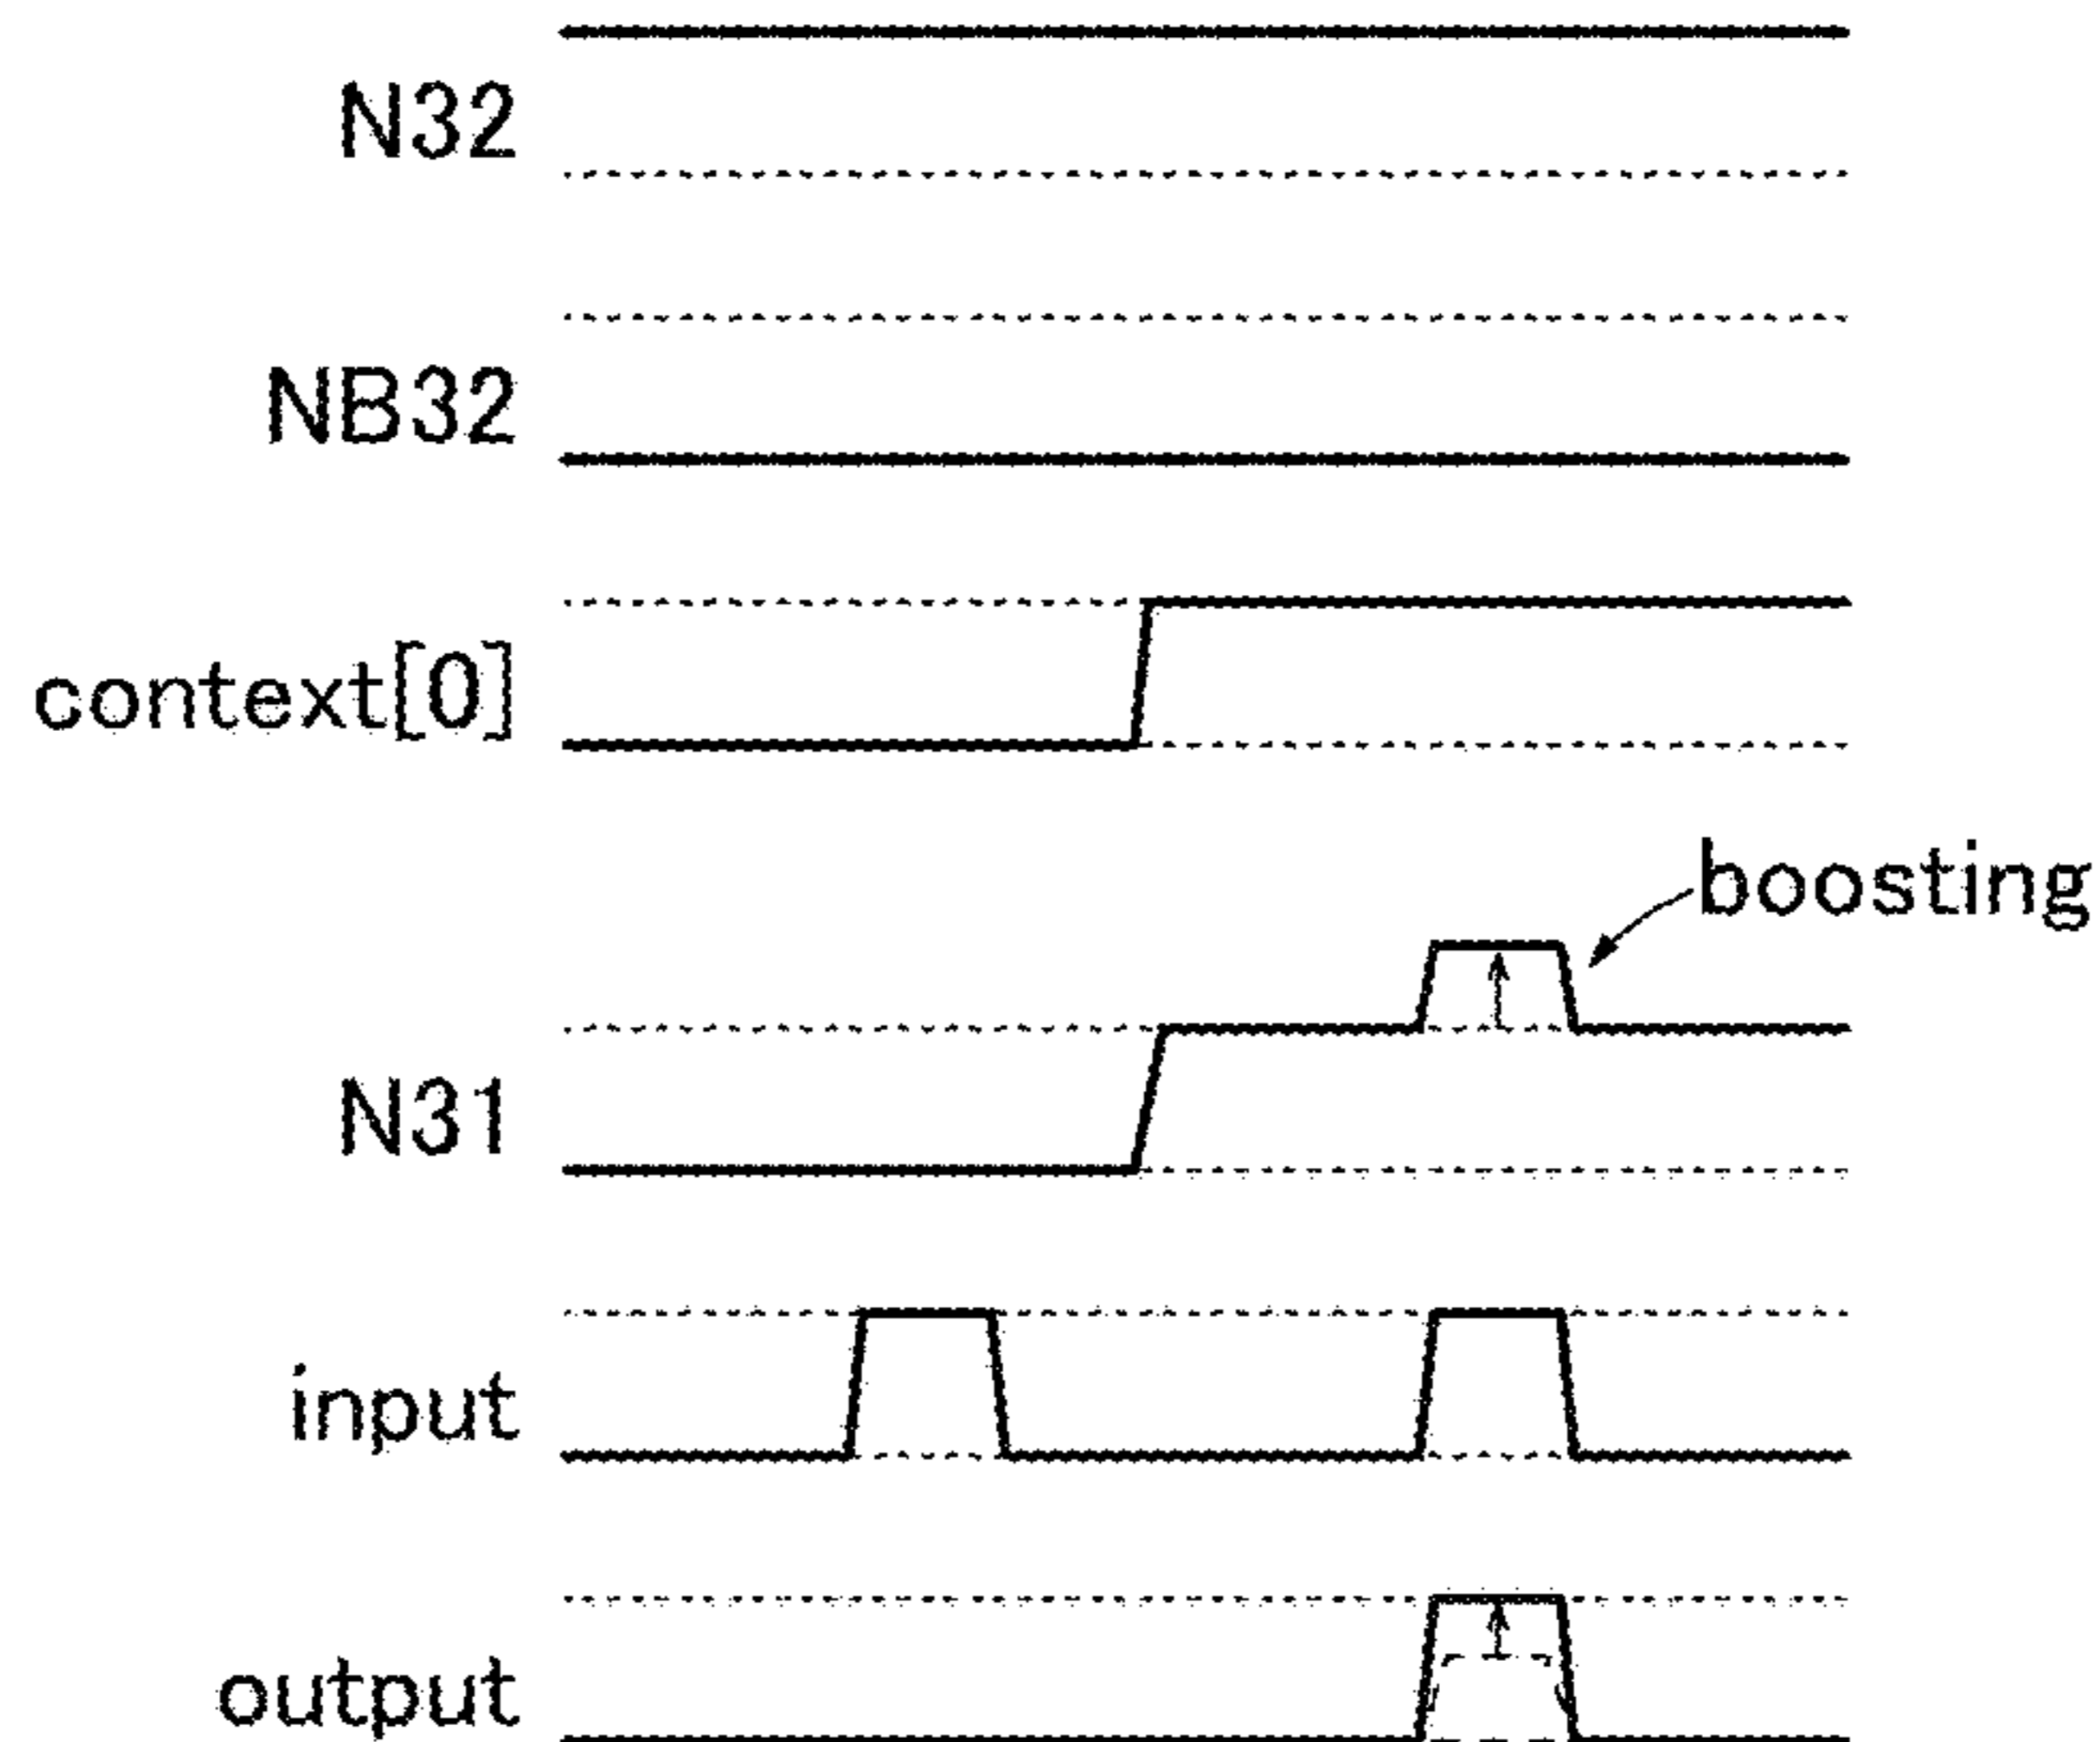 N32
NB32
context[0]
boosting
N31
input
output